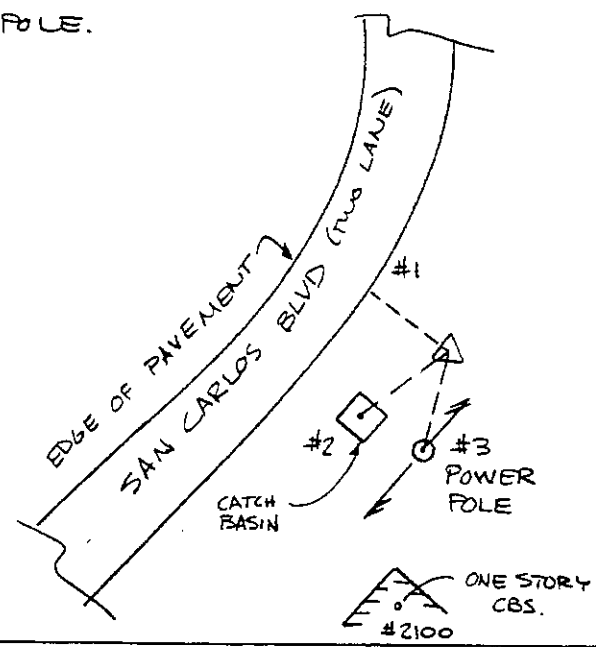 POLE.
EDGE OF PAVEMENT
SAN CARLOS BLVD (TWO LANE)
#1
#2
CATCH
BASIN
#3
POWER
POLE
ONE STORY
CBS.
#2100